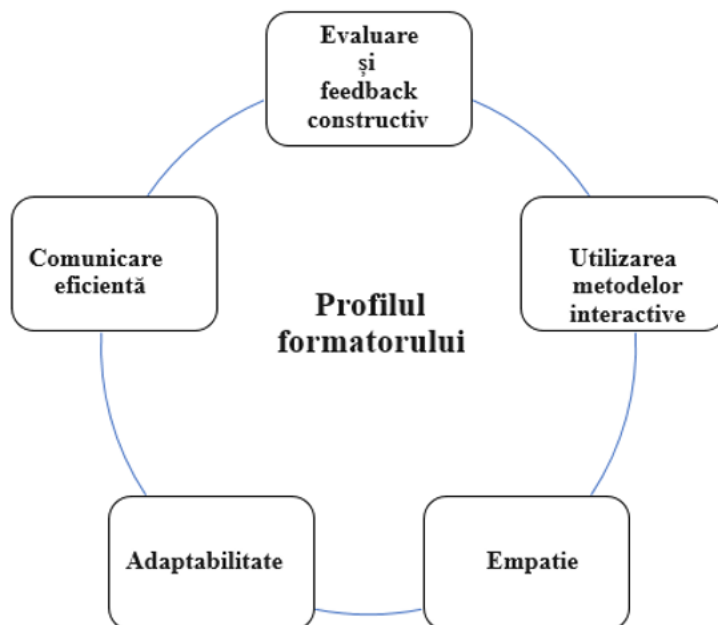 Evaluare
și
feedback
constructiv
Comunicare
eficientă
Utilizarea
metodelor
interactive
Profilul
formatorului
Adaptabilitate
Empatie